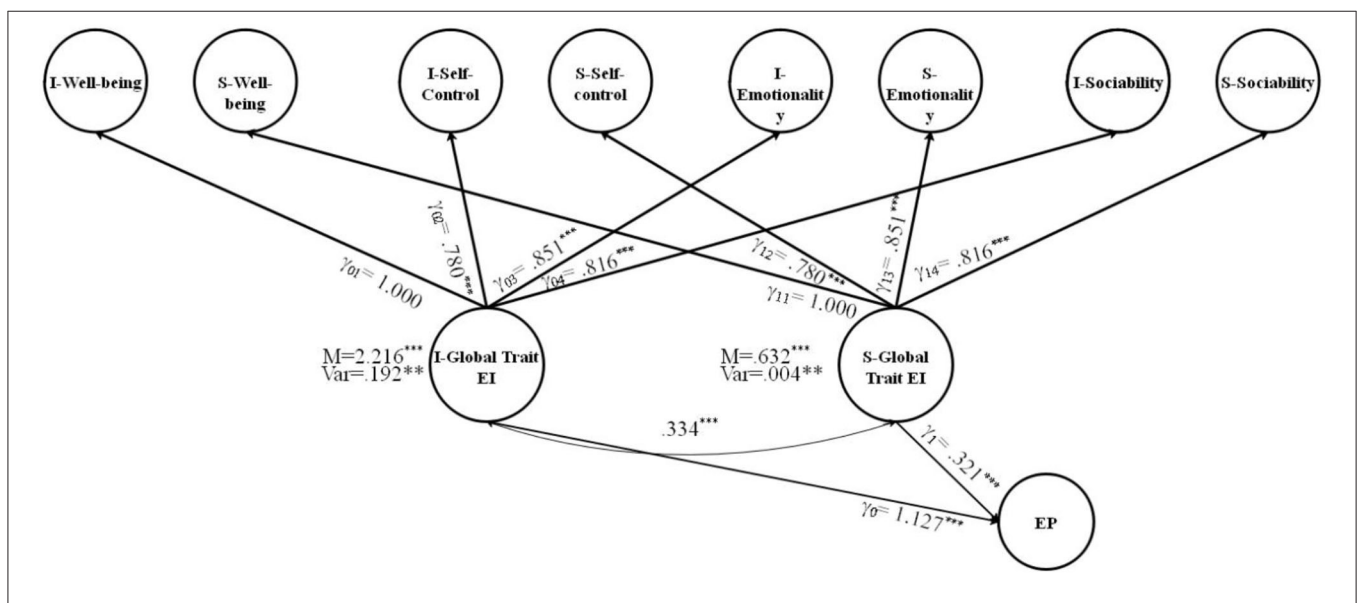 I-Well-being
S-Well-
being
I-Self-
Control
S-Self-
control
I-
Emotionalit
y
S-
Emotionalit
y
I-Sociability
S-Sociability
γ01= 1.000
γ02= .780***
γ03= .851***
γ04= .816***
γ11= 1.000
γ12= .780***
γ13= .851***
γ14= .816***
M=2.216***
Var=.192**
I-Global Trait
EI
M=.632***
Var=.004**
S-Global
Trait EI
.334***
γ1= .321***
γ0= 1.127***
EP